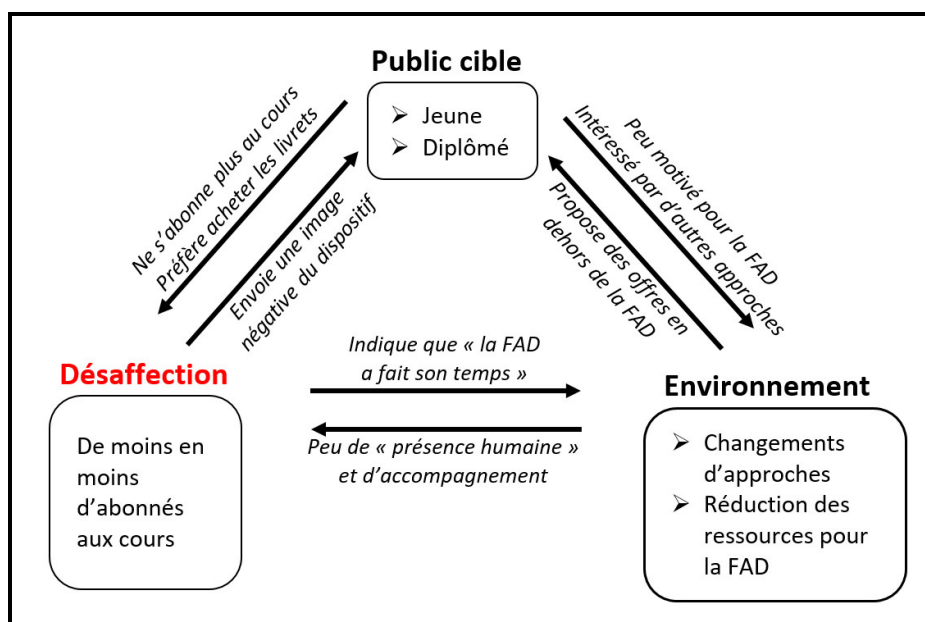 Public cible
➢ Jeune
➢ Diplômé
Ne s'abonne plus au cours
Préfère acheter les livrets
Envoie une image
négative du dispositif
Peu motivé pour la FAD
Intéressé par d'autres approches
Propose des offres en
dehors de la FAD
Désaffection
De moins en
moins
d'abonnés
aux cours
Indique que « la FAD
a fait son temps »
Peu de « présence humaine »
et d'accompagnement
Environnement
➢ Changements
d'approches
➢ Réduction des
ressources pour
la FAD